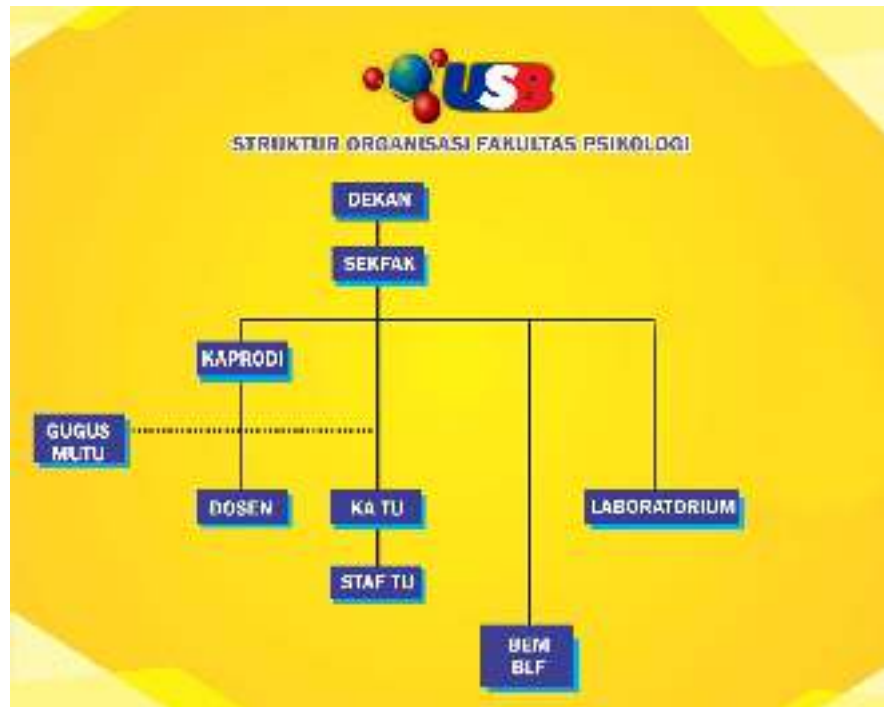 USB
STRUKTUR ORGANISASI FAKULTAS PSIKOLOGI
DEKAN
SEKFAK
KAPRODI
GUGUS
MUTU
DOSEN
KA TU
LABORATORIUM
STAF TU
BEM
BLF